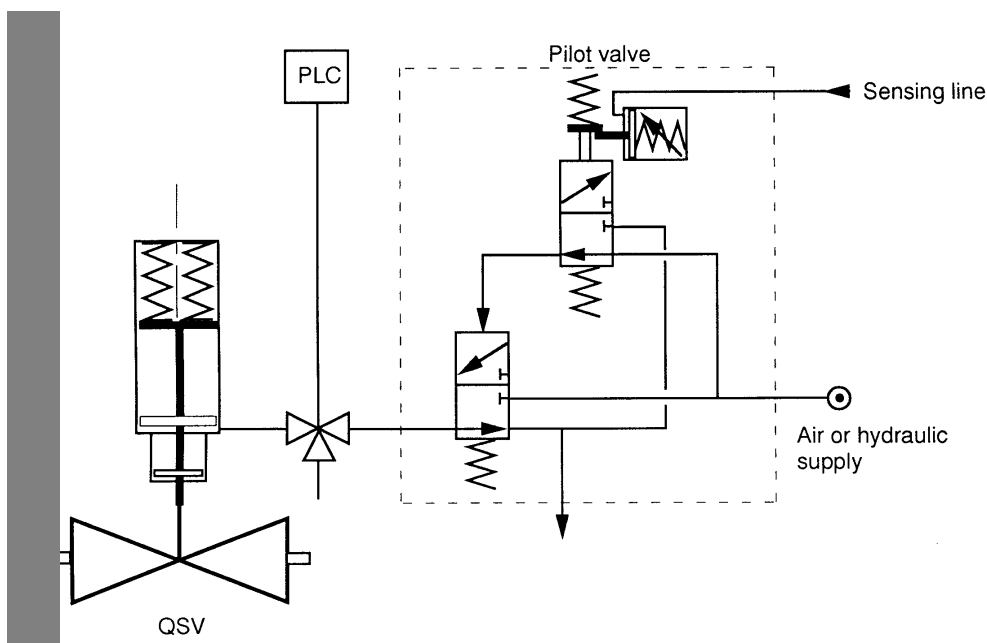 Pilot valve
PLC
Sensing line
Air or hydraulic
supply
QSV